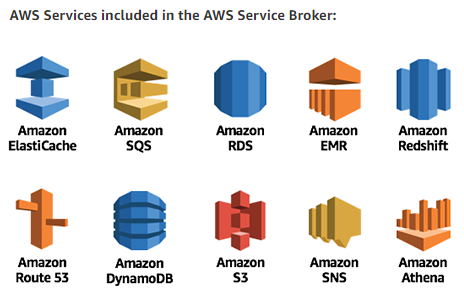 AWS Services included in the AWS Service Broker:
Amazon ElastiCache
Amazon SQS
Amazon RDS
Amazon EMR
Amazon Redshift
Amazon Route 53
Amazon DynamoDB
Amazon S3
Amazon SNS
Amazon Athena